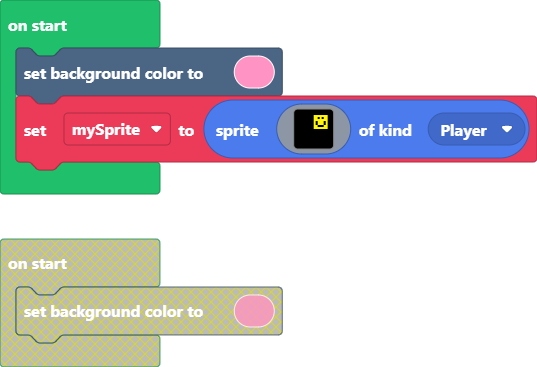 on start
set background color to
set mySprite to sprite of kind Player
on start
set background color to